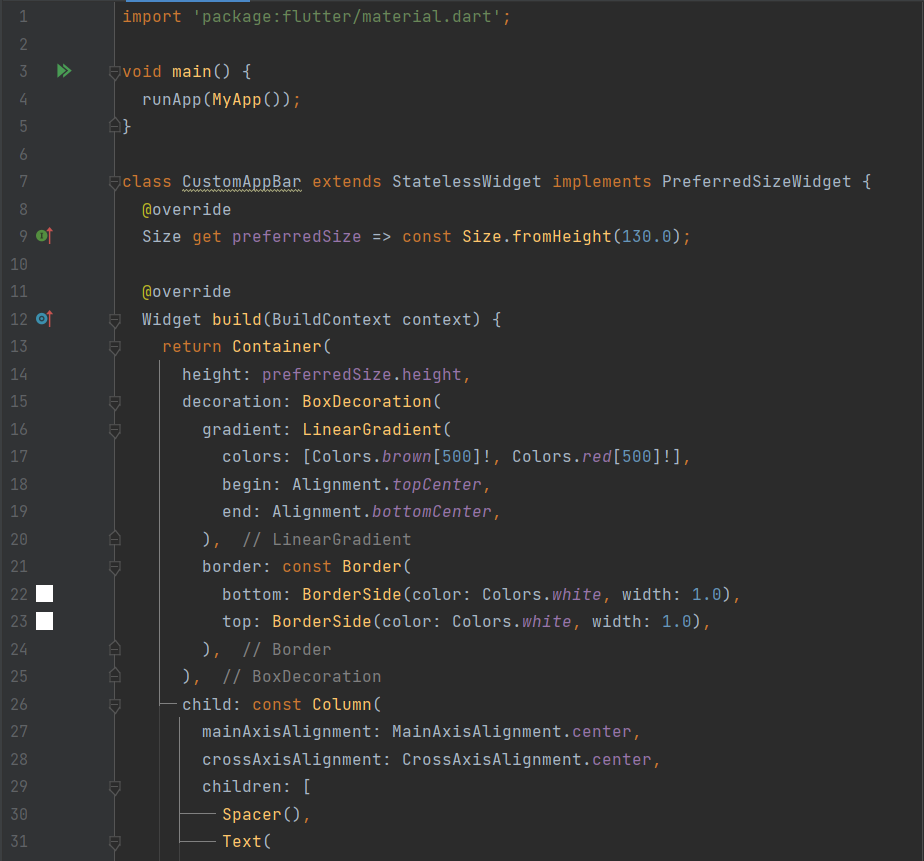 1 import 'package:flutter/material.dart';
2
3 void main() {
4   runApp(MyApp());
5 }
6
7 class CustomAppBar extends StatelessWidget implements PreferredSizeWidget {
8   @override
9   Size get preferredSize => const Size.fromHeight(130.0);
10
11   @override
12   Widget build(BuildContext context) {
13     return Container(
14       height: preferredSize.height,
15       decoration: BoxDecoration(
16         gradient: LinearGradient(
17           colors: [Colors.brown[500]!, Colors.red[500]!],
18           begin: Alignment.topCenter,
19           end: Alignment.bottomCenter,
20         ),  // LinearGradient
21         border: const Border(
22           bottom: BorderSide(color: Colors.white, width: 1.0),
23           top: BorderSide(color: Colors.white, width: 1.0),
24         ),  // Border
25       ),  // BoxDecoration
26       child: const Column(
27         mainAxisAlignment: MainAxisAlignment.center,
28         crossAxisAlignment: CrossAxisAlignment.center,
29         children: [
30           Spacer(),
31           Text(